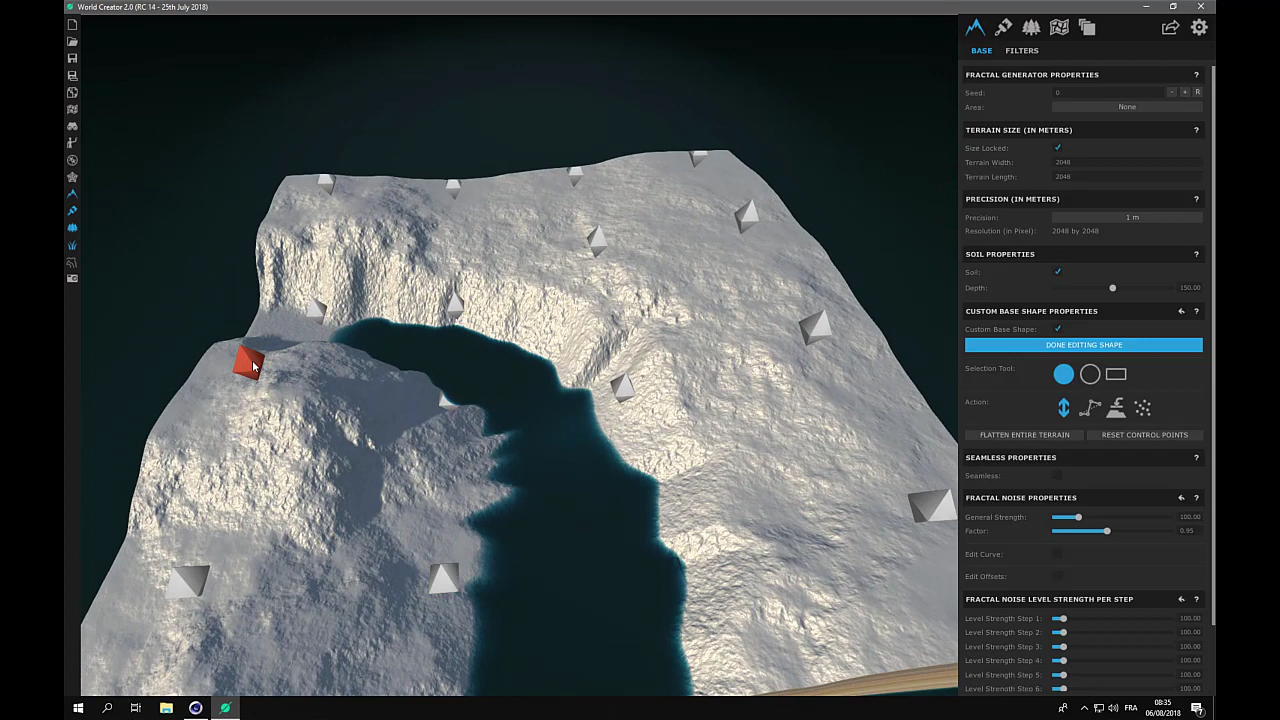 World Creator 2.0 (RC 14 - 25th July 2018)
BASE FILTERS
FRACTAL GENERATOR PROPERTIES ?
Seed: 0 - + R
Area: None
TERRAIN SIZE (IN METERS) ?
Size Locked:
Terrain Width: 2048
Terrain Length: 2048
PRECISION (IN METERS) ?
Precision: 1 m
Resolution (in Pixel): 2048 by 2048
SOIL PROPERTIES ?
Soil:
Depth: 150.00
CUSTOM BASE SHAPE PROPERTIES ?
Custom Base Shape:
DONE EDITING SHAPE
Selection Tool:
Action:
FLATTEN ENTIRE TERRAIN RESET CONTROL POINTS
SEAMLESS PROPERTIES ?
Seamless:
FRACTAL NOISE PROPERTIES ?
General Strength: 100.00
Factor: 0.95
Edit Curve:
Edit Offsets:
FRACTAL NOISE LEVEL STRENGTH PER STEP ?
Level Strength Step 1: 100.00
Level Strength Step 2: 100.00
Level Strength Step 3: 100.00
Level Strength Step 4: 100.00
Level Strength Step 5: 100.00
Level Strength Step 6: 100.00
FRA 08:35
06/08/2018